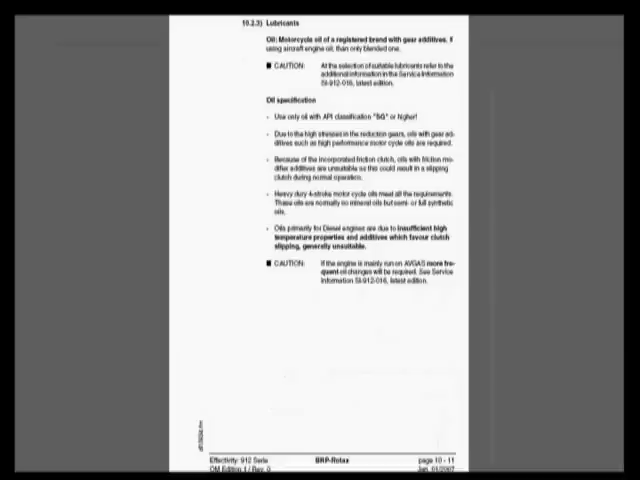 10.2.3) Lubricants
Oil: Motorcycle oil of a registered brand with gear additives. If
using aircraft engine oil, than only blended one.
■ CAUTION: At the selection of suitable lubricants refer to the
additional information in the Service Information
SI-912-016, latest edition.
Oil specification
- Use only oil with API classification "SG" or higher!
- Due to the high stresses in the reduction gears, oils with gear ad-
ditives such as high performance motor cycle oils are required.
- Because of the incorporated friction clutch, oils with friction mo-
difier additives are unsuitable as this could result in a slipping
clutch during normal operation.
- Heavy duty 4-stroke motor cycle oils meet all the requirements.
These oils are normally no mineral oils but semi- or full synthetic
oils.
- Oils primarily for Diesel engines are due to insufficient high
temperature properties and additives which favour clutch
slipping, generally unsuitable.
■ CAUTION: If the engine is mainly run on AVGAS more fre-
quent oil changes will be required. See Service
Information SI-912-016, latest edition.
Effectivity: 912 Serie
BRP-Rotax
page 10 - 11
OM Edition 1 / Rev. 0
Jan. 01/2007